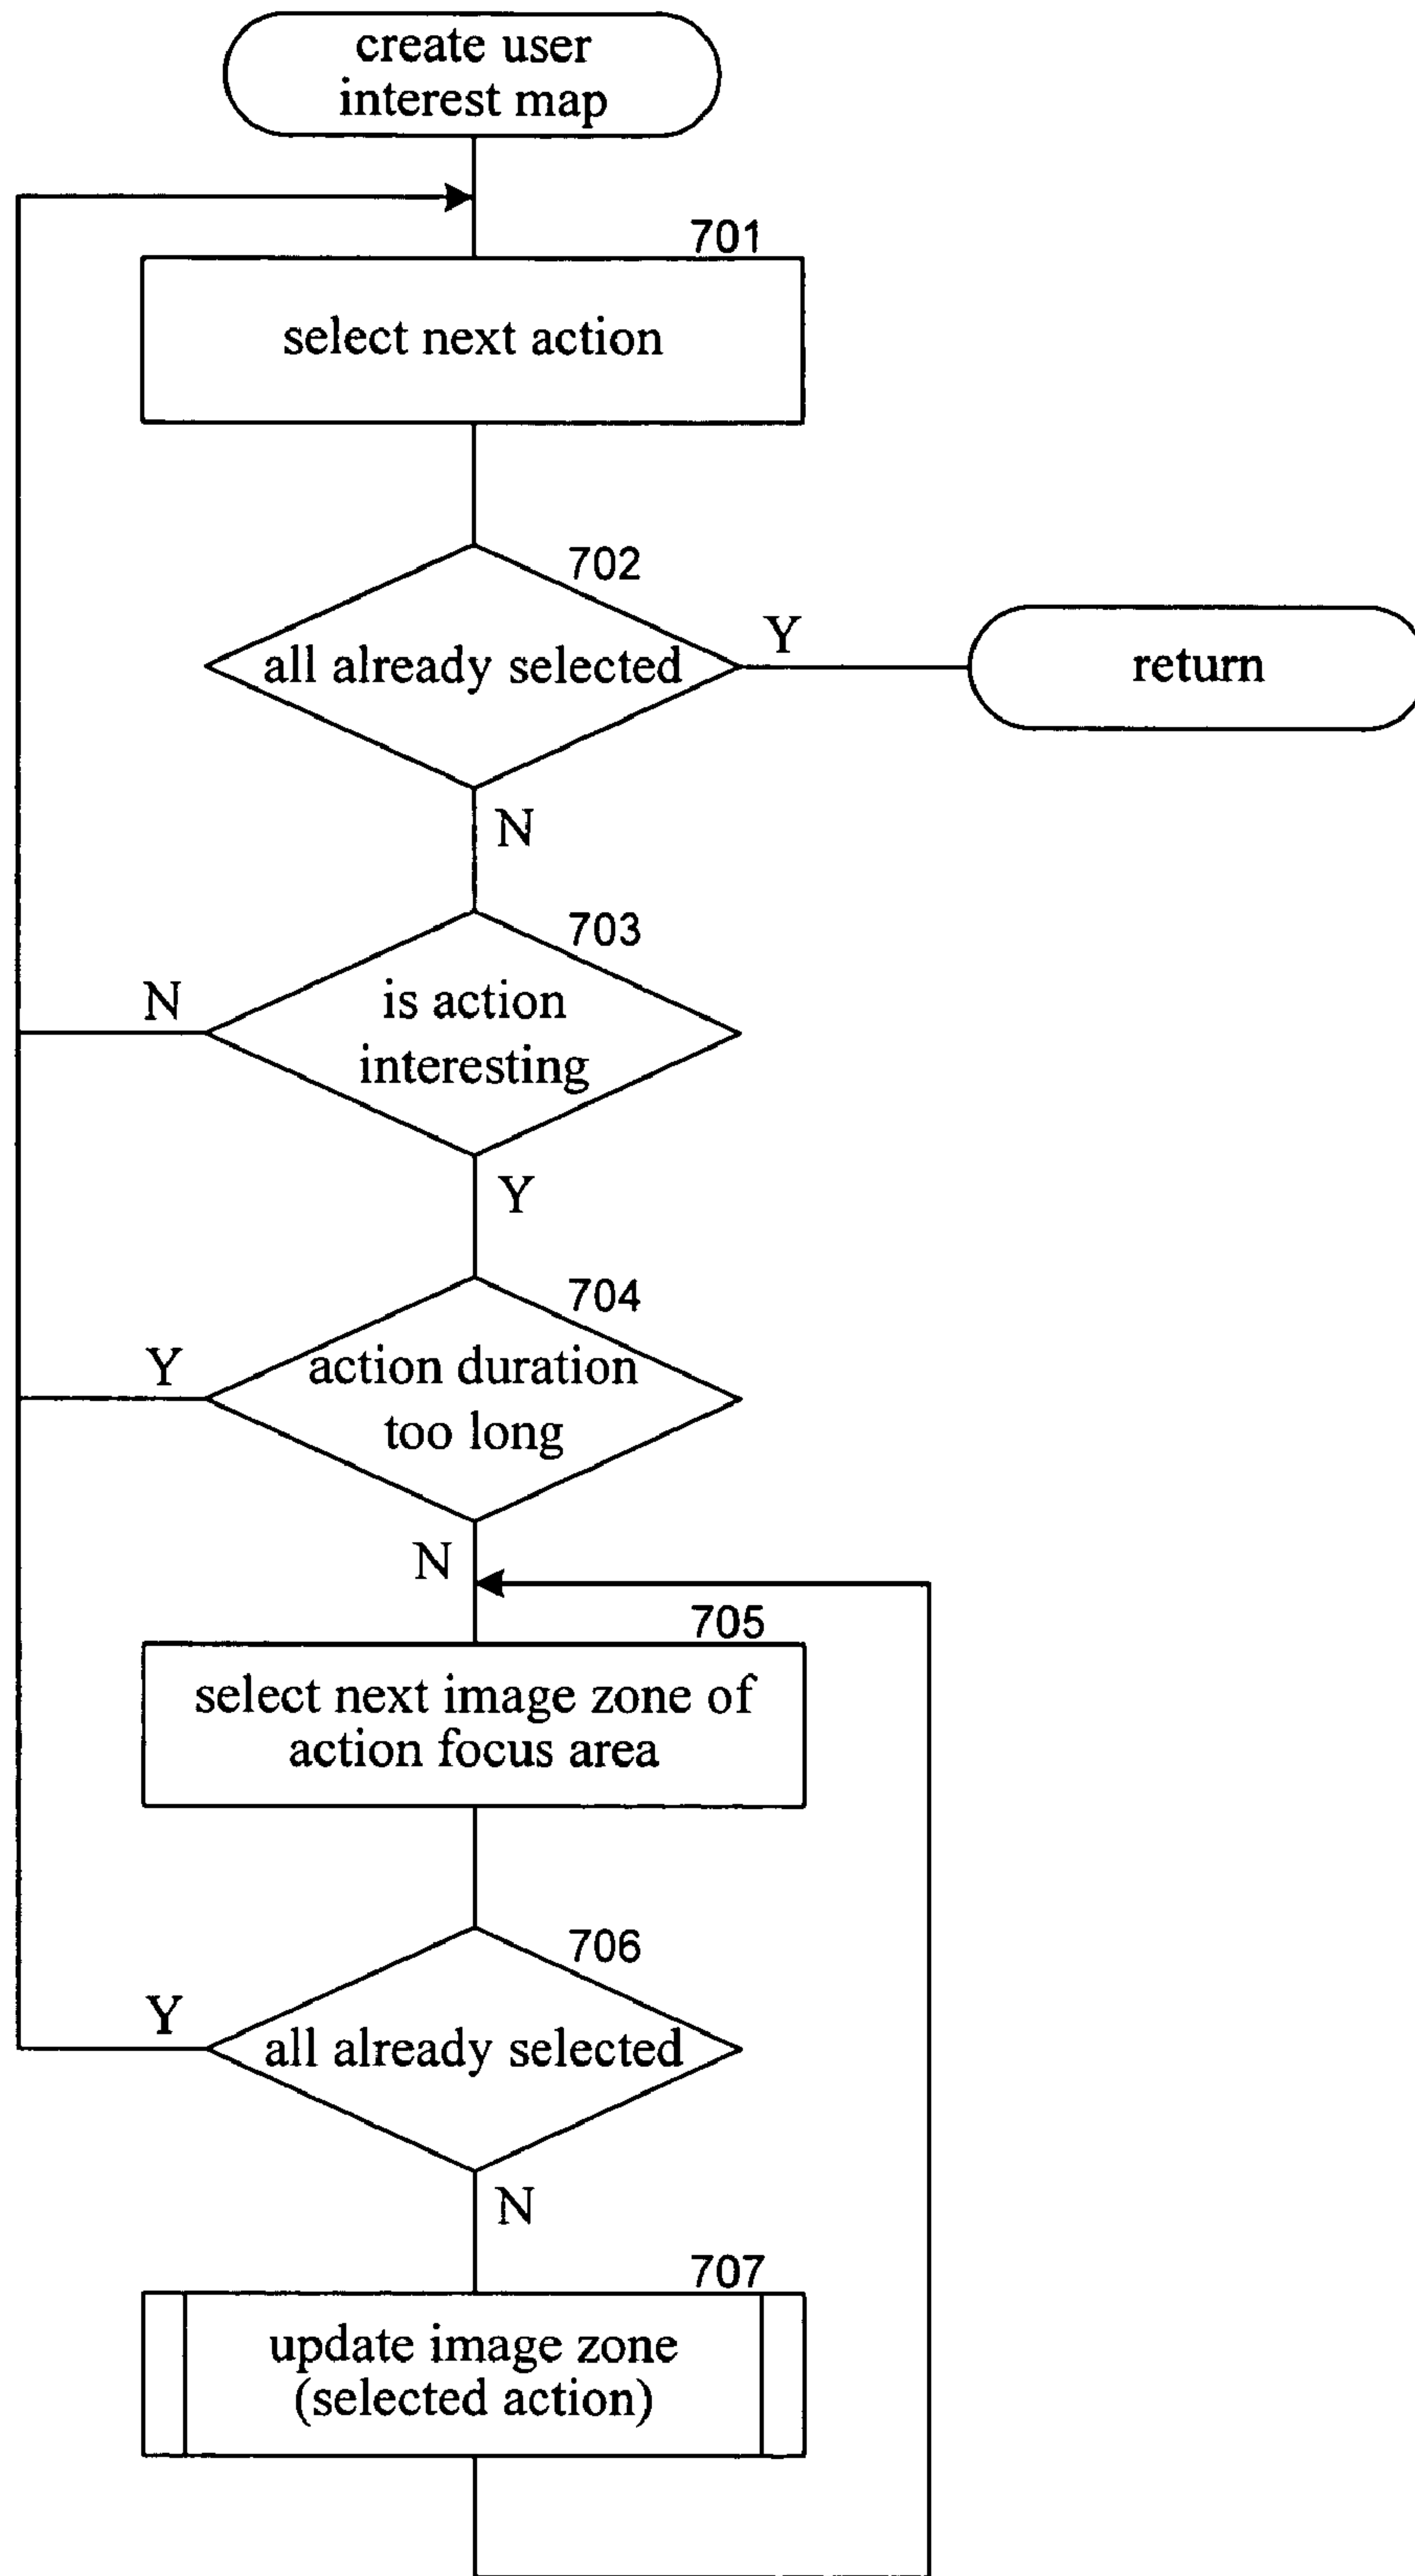 create user
interest map
701
select next action
702
all already selected
Y
return
N
703
is action
interesting
N
Y
704
action duration
too long
Y
N
705
select next image zone of
action focus area
706
all already selected
Y
N
707
update image zone
(selected action)